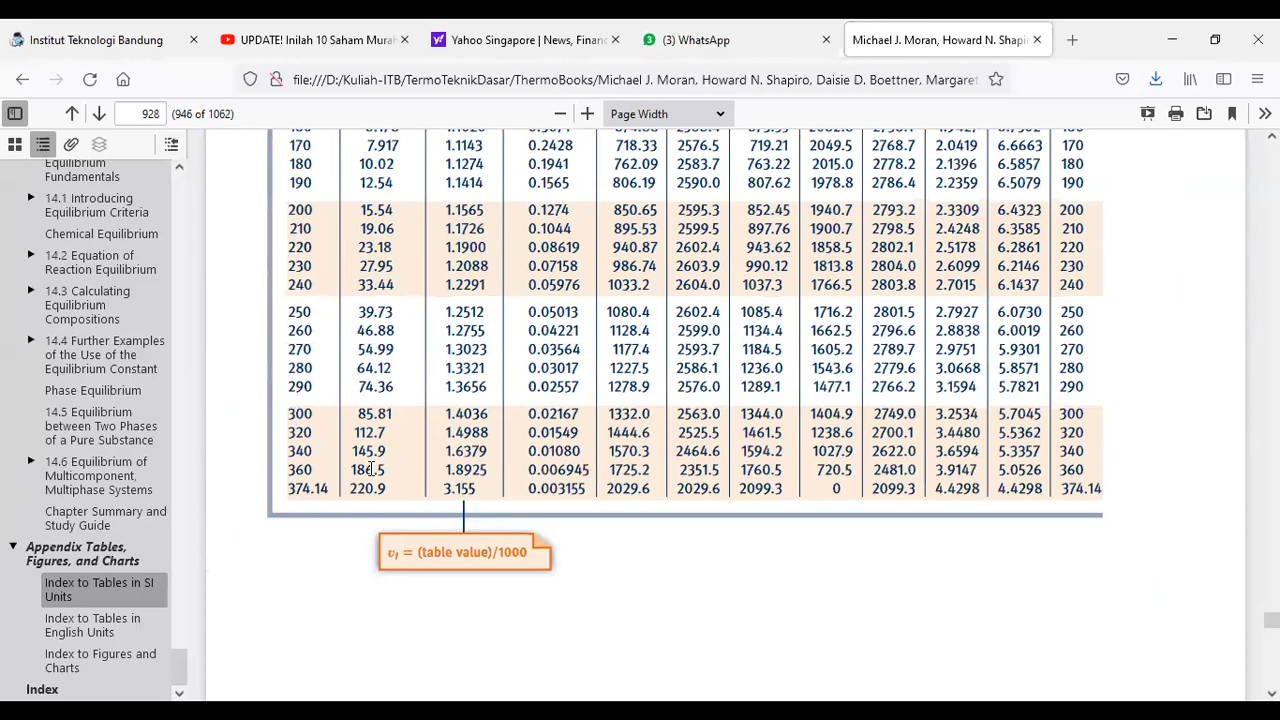 Institut Teknologi Bandung
UPDATE! Inilah 10 Saham Mura
Yahoo Singapore | News, Financ
(3) WhatsApp
Michael J. Moran, Howard N. Shapir
file:///D:/Kuliah-ITB/TermoTeknikDasar/ThermoBooks/Michael J. Moran, Howard N. Shapiro, Daisie D. Boettner, Margaret
928 (946 of 1062)
Page Width
Equilibrium
Fundamentals
14.1 Introducing
Equilibrium Criteria
Chemical Equilibrium
14.2 Equation of
Reaction Equilibrium
14.3 Calculating
Equilibrium
Compositions
14.4 Further Examples
of the Use of the
Equilibrium Constant
Phase Equilibrium
14.5 Equilibrium
between Two Phases
of a Pure Substance
14.6 Equilibrium of
Multicomponent,
Multiphase Systems
Chapter Summary and
Study Guide
Appendix Tables,
Figures, and Charts
Index to Tables in SI
Units
Index to Tables in
English Units
Index to Figures and
Charts
Index
170 7.917 1.1143 0.2428 718.33 2576.5 719.21 2049.5 2768.7 2.0419 6.6663 170
180 10.02 1.1274 0.1941 762.09 2583.7 763.22 2015.0 2778.2 2.1396 6.5857 180
190 12.54 1.1414 0.1565 806.19 2590.0 807.62 1978.8 2786.4 2.2359 6.5079 190
200 15.54 1.1565 0.1274 850.65 2595.3 852.45 1940.7 2793.2 2.3309 6.4323 200
210 19.06 1.1726 0.1044 895.53 2599.5 897.76 1900.7 2798.5 2.4248 6.3585 210
220 23.18 1.1900 0.08619 940.87 2602.4 943.62 1858.5 2802.1 2.5178 6.2861 220
230 27.95 1.2088 0.07158 986.74 2603.9 990.12 1813.8 2804.0 2.6099 6.2146 230
240 33.44 1.2291 0.05976 1033.2 2604.0 1037.3 1766.5 2803.8 2.7015 6.1437 240
250 39.73 1.2512 0.05013 1080.4 2602.4 1085.4 1716.2 2801.5 2.7927 6.0730 250
260 46.88 1.2755 0.04221 1128.4 2599.0 1134.4 1662.5 2796.6 2.8838 6.0019 260
270 54.99 1.3023 0.03564 1177.4 2593.7 1184.5 1605.2 2789.7 2.9751 5.9301 270
280 64.12 1.3321 0.03017 1227.5 2586.1 1236.0 1543.6 2779.6 3.0668 5.8571 280
290 74.36 1.3656 0.02557 1278.9 2576.0 1289.1 1477.1 2766.2 3.1594 5.7821 290
300 85.81 1.4036 0.02167 1332.0 2563.0 1344.0 1404.9 2749.0 3.2534 5.7045 300
320 112.7 1.4988 0.01549 1444.6 2525.5 1461.5 1238.6 2700.1 3.4480 5.5362 320
340 145.9 1.6379 0.01080 1570.3 2464.6 1594.2 1027.9 2622.0 3.6594 5.3357 340
360 186.5 1.8925 0.006945 1725.2 2351.5 1760.5 720.5 2481.0 3.9147 5.0526 360
374.14 220.9 3.155 0.003155 2029.6 2029.6 2099.3 0 2099.3 4.4298 4.4298 374.14
vf = (table value)/1000